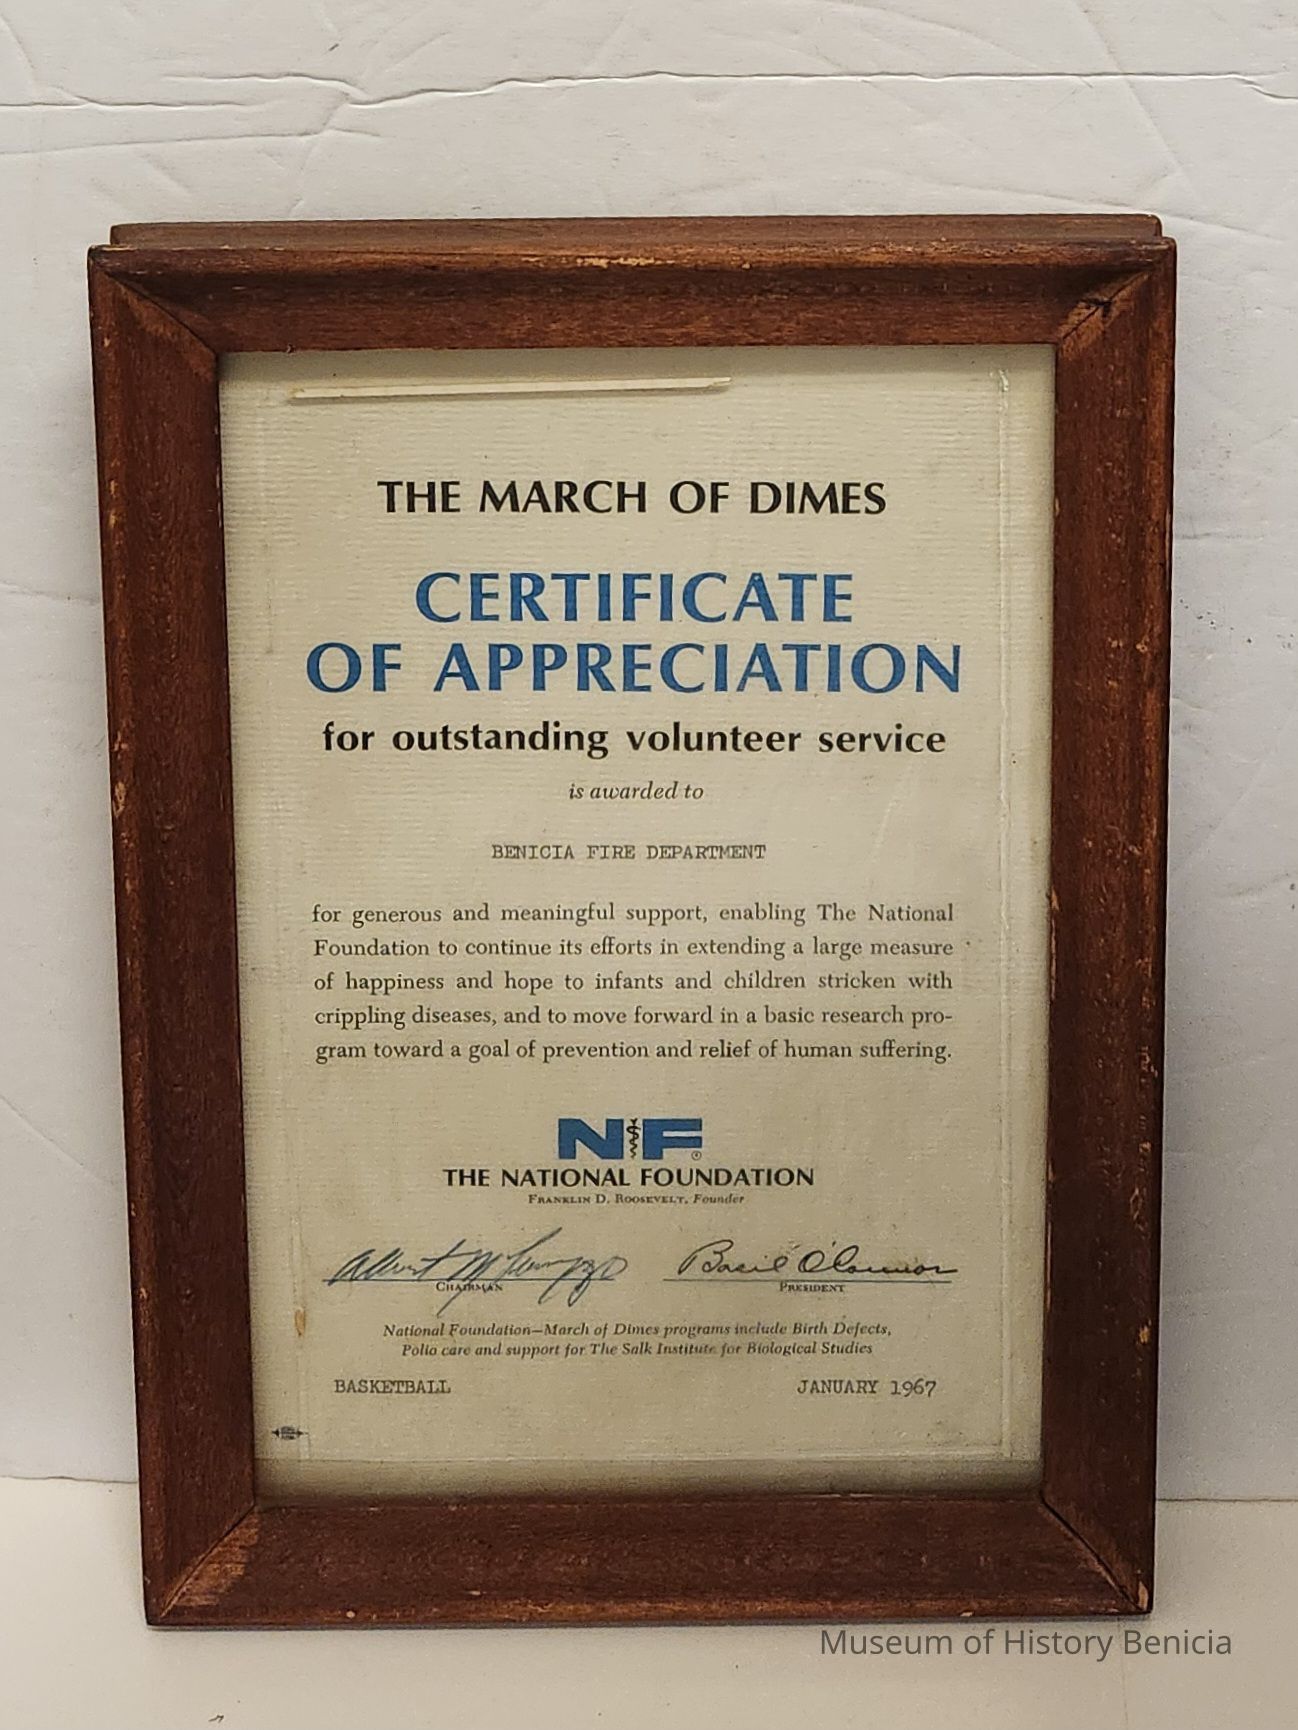 THE MARCH OF DIMES
CERTIFICATE
OF APPRECIATION
for outstanding volunteer service
is awarded to
BENICIA FIRE DEPARTMENT
for generous and meaningful support, enabling The National
Foundation to continue its efforts in extending a large measure
of happiness and hope to infants and children stricken with
crippling diseases, and to move forward in a basic research pro-
gram toward a goal of prevention and relief of human suffering.
NF
THE NATIONAL FOUNDATION
FRANKLIN D. ROOSEVELT, Founder
Albert Basil O'Connor
CHAIRMAN PRESIDENT
National Foundation—March of Dimes programs include Birth Defects,
Polio care and support for The Salk Institute for Biological Studies
BASKETBALL JANUARY 1967
Museum of History Benicia